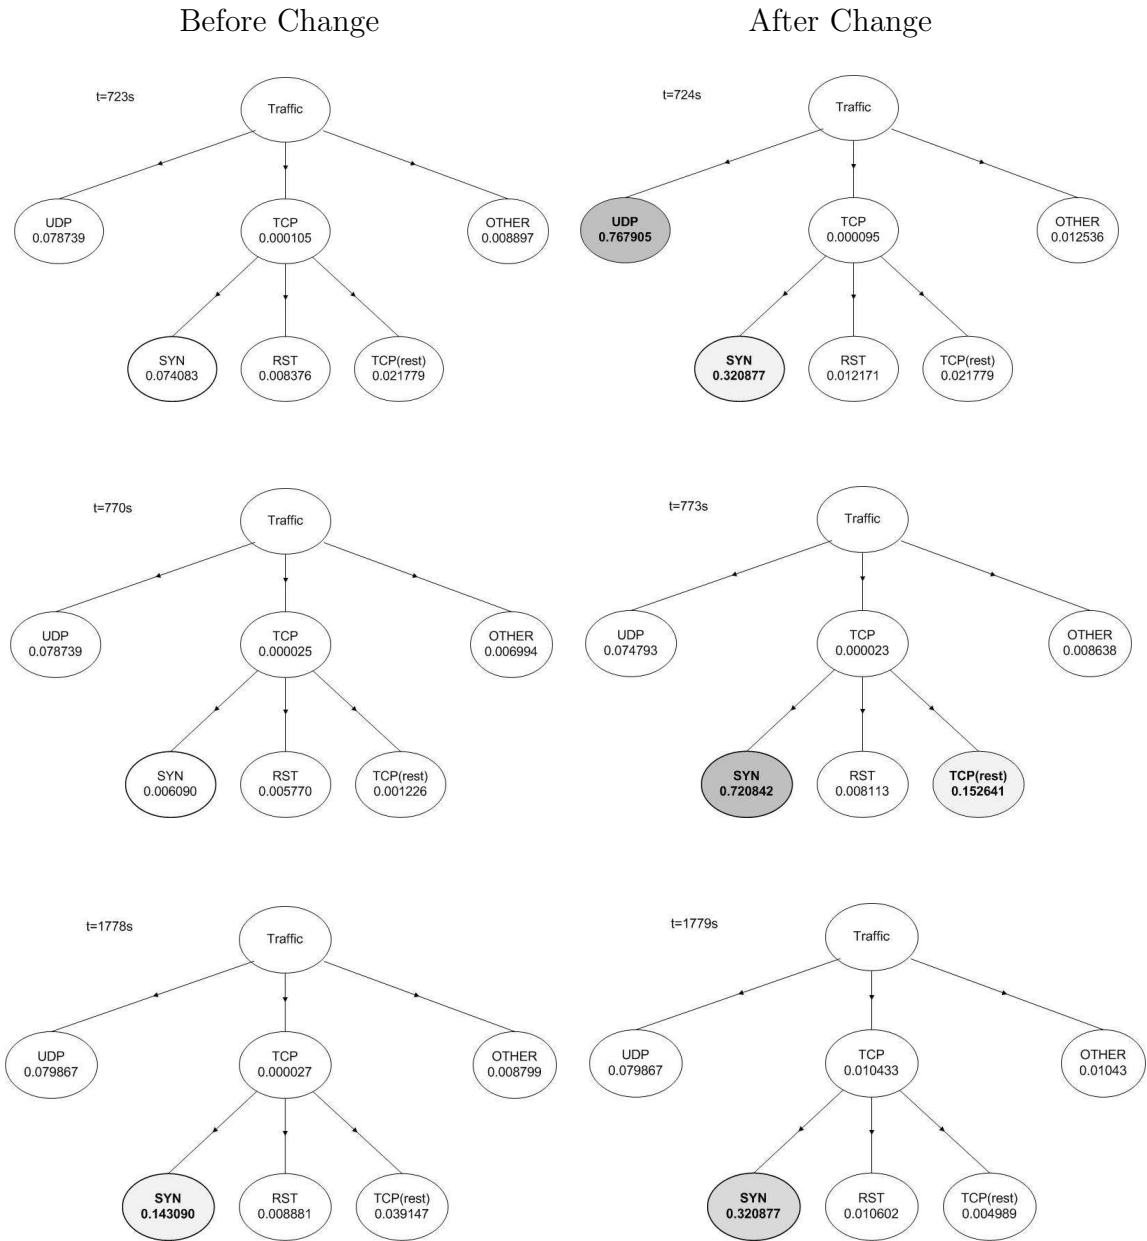 Before Change
After Change
t=723s
Traffic
UDP
0.078739
TCP
0.000105
OTHER
0.008897
SYN
0.074083
RST
0.008376
TCP(rest)
0.021779
t=724s
Traffic
UDP
0.767905
TCP
0.000095
OTHER
0.012536
SYN
0.320877
RST
0.012171
TCP(rest)
0.021779
t=770s
Traffic
UDP
0.078739
TCP
0.000025
OTHER
0.006994
SYN
0.006090
RST
0.005770
TCP(rest)
0.001226
t=773s
Traffic
UDP
0.074793
TCP
0.000023
OTHER
0.008638
SYN
0.720842
RST
0.008113
TCP(rest)
0.152641
t=1778s
Traffic
UDP
0.079867
TCP
0.000027
OTHER
0.008799
SYN
0.143090
RST
0.008881
TCP(rest)
0.039147
t=1779s
Traffic
UDP
0.079867
TCP
0.010433
OTHER
0.01043
SYN
0.320877
RST
0.010602
TCP(rest)
0.004989